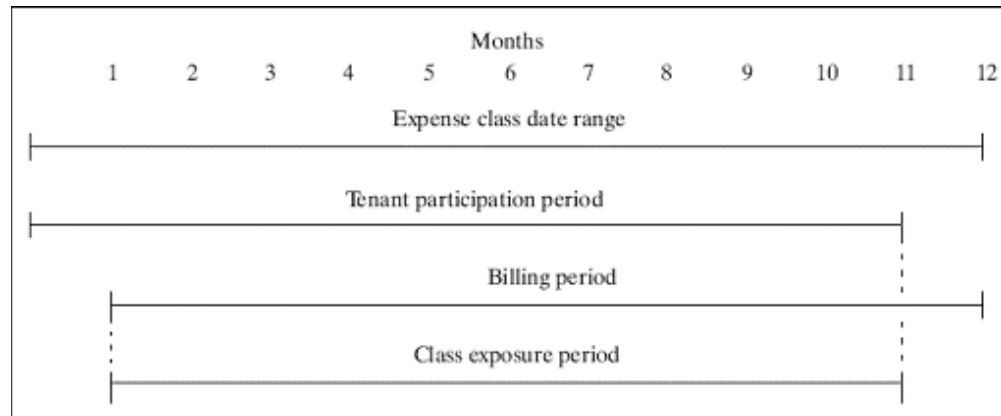 Months
1 2 3 4 5 6 7 8 9 10 11 12
Expense class date range
Tenant participation period
Billing period
Class exposure period